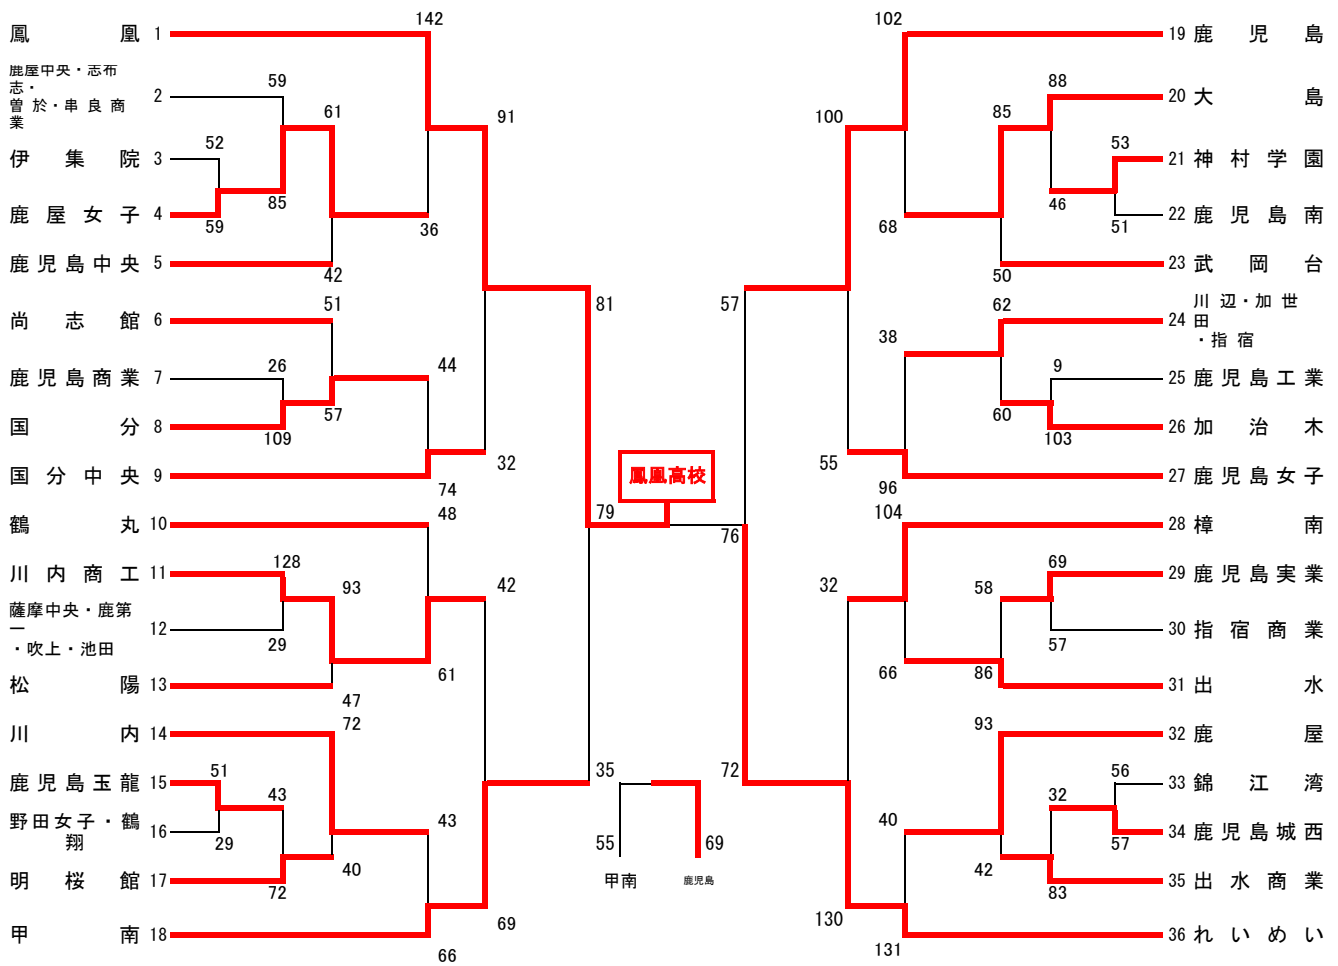 142
102
鳳凰 1
19 鹿児島
鹿屋中央・志布
志・
曽於・串良商
業
2
59
88
20 大島
61
85
91
100
52
53
伊集院 3
21 神村学園
85
46
鹿屋女子 4
22 鹿児島南
59
51
36
68
鹿児島中央 5
23 武岡台
42
50
51
62
川辺・加世
田
・指宿
24
81
57
尚志館 6
38
44
26
9
鹿児島商業 7
25 鹿児島工業
57
60
国分 8
26 加治木
109
103
32
55
鳳凰高校
国分中央 9
27 鹿児島女子
74
96
48
104
79
76
鶴丸 10
28 樟南
128
69
川内商工 11
29 鹿児島実業
93
58
42
32
薩摩中央・鹿第
一
・吹上・池田
12
30 指宿商業
29
57
61
66
86
松陽 13
31 出水
47
72
93
川内 14
32 鹿屋
51
35
72
56
鹿児島玉龍 15
33 錦江湾
43
32
43
40
野田女子・鶴
翔
16
34 鹿児島城西
29
55
69
57
40
42
明桜館 17
甲南
鹿児島
35 出水商業
72
83
69
130
甲南 18
36 れいめい
66
131